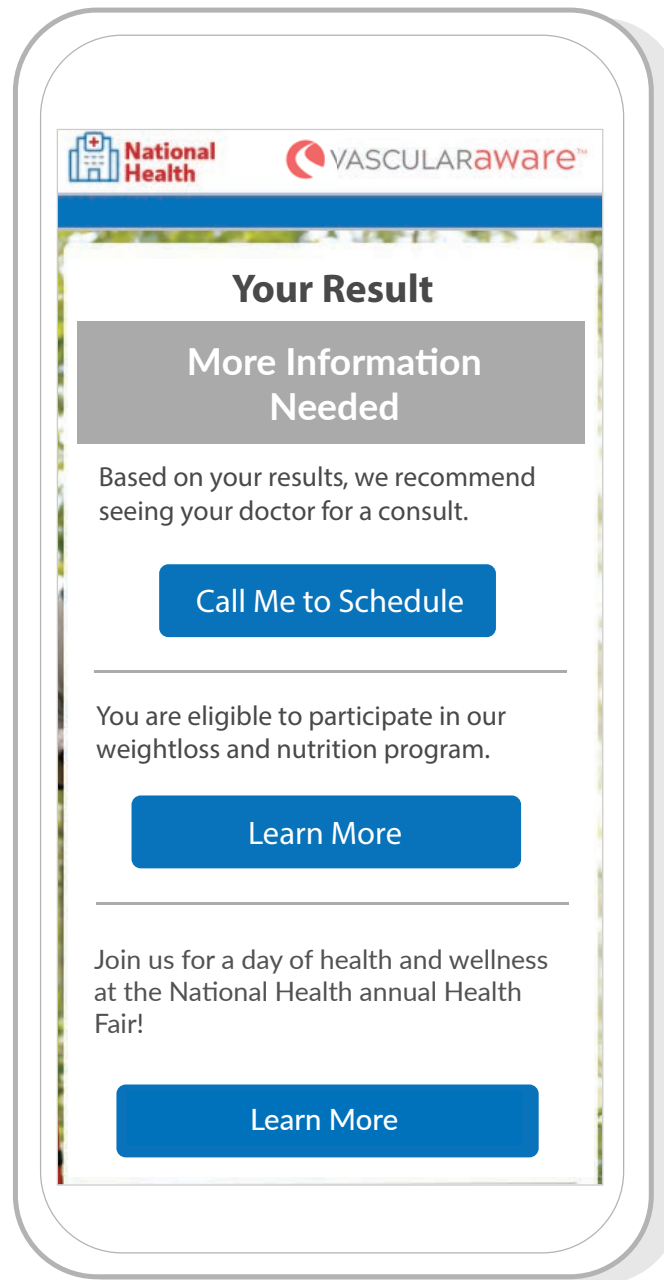 National
Health
VASCULARaware™
Your Result
More Information
Needed
Based on your results, we recommend
seeing your doctor for a consult.
Call Me to Schedule
You are eligible to participate in our
weightloss and nutrition program.
Learn More
Join us for a day of health and wellness
at the National Health annual Health
Fair!
Learn More